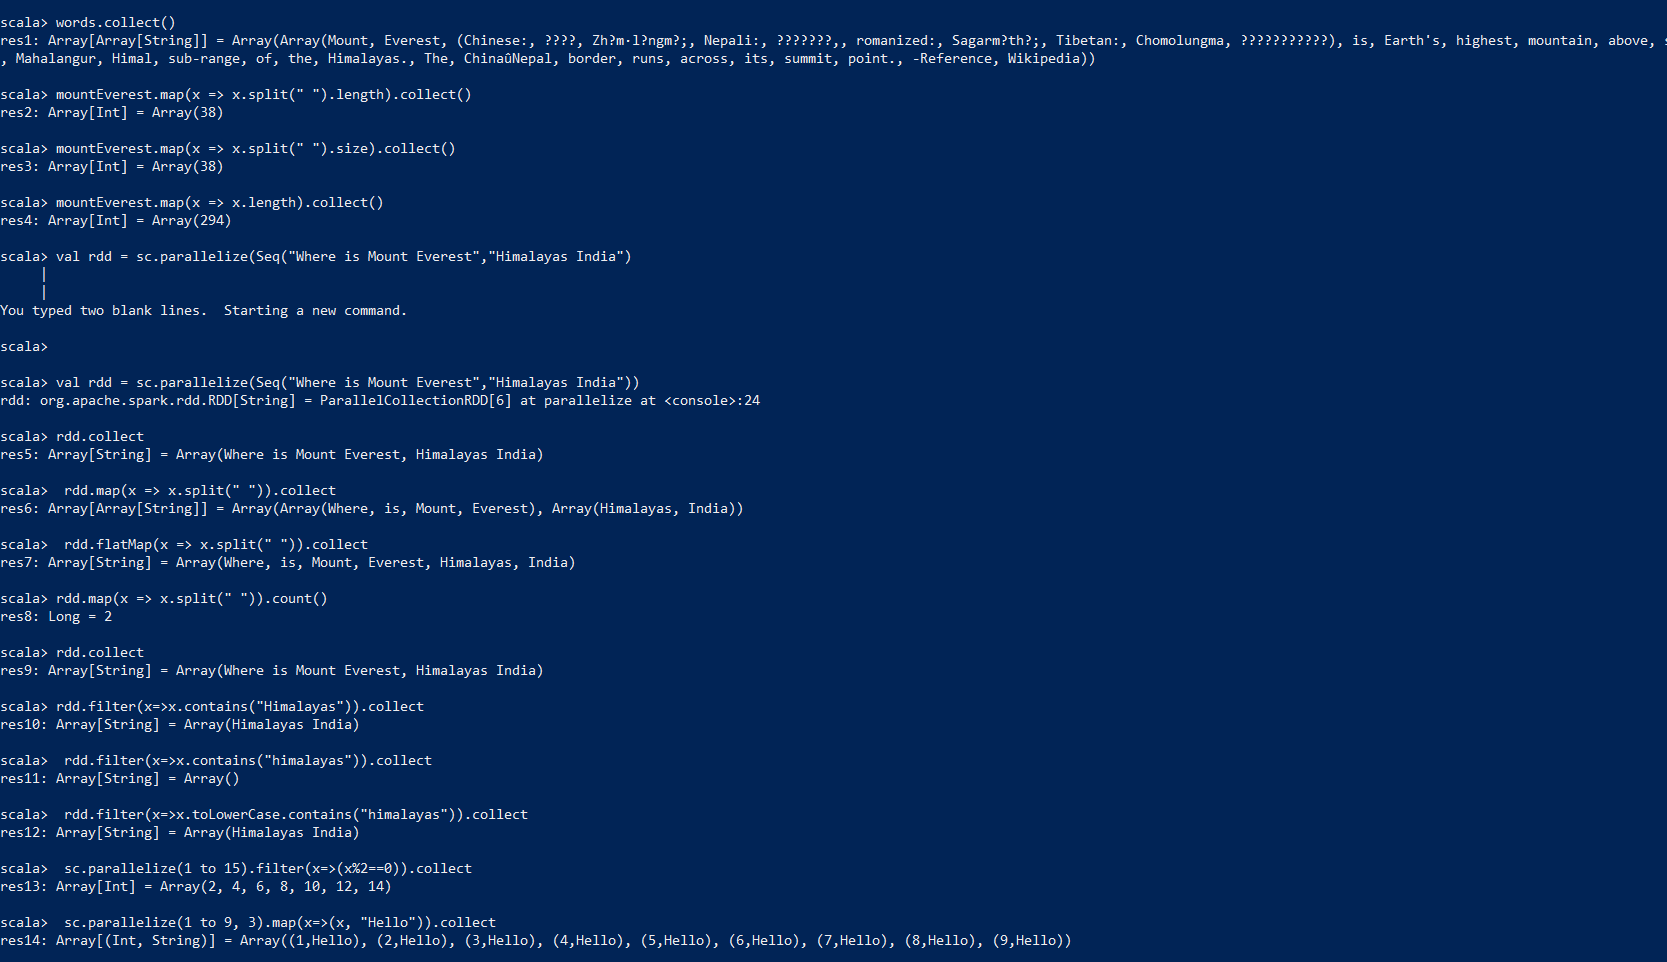 scala> words.collect()
res1: Array[Array[String]] = Array(Array(Mount, Everest, (Chinese:, ????, Zh?m·l?ngm?;, Nepali:, ???????,, romanized:, Sagarm?th?;, Tibetan:, Chomolungma, ???????????), is, Earth's, highest, mountain, above, s
, Mahalangur, Himal, sub-range, of, the, Himalayas., The, ChinaûNepal, border, runs, across, its, summit, point., -Reference, Wikipedia))
scala> mountEverest.map(x => x.split(" ").length).collect()
res2: Array[Int] = Array(38)
scala> mountEverest.map(x => x.split(" ").size).collect()
res3: Array[Int] = Array(38)
scala> mountEverest.map(x => x.length).collect()
res4: Array[Int] = Array(294)
scala> val rdd = sc.parallelize(Seq("Where is Mount Everest","Himalayas India")
|
|
You typed two blank lines.  Starting a new command.
scala>
scala> val rdd = sc.parallelize(Seq("Where is Mount Everest","Himalayas India"))
rdd: org.apache.spark.rdd.RDD[String] = ParallelCollectionRDD[6] at parallelize at <console>:24
scala> rdd.collect
res5: Array[String] = Array(Where is Mount Everest, Himalayas India)
scala>  rdd.map(x => x.split(" ")).collect
res6: Array[Array[String]] = Array(Array(Where, is, Mount, Everest), Array(Himalayas, India))
scala>  rdd.flatMap(x => x.split(" ")).collect
res7: Array[String] = Array(Where, is, Mount, Everest, Himalayas, India)
scala> rdd.map(x => x.split(" ")).count()
res8: Long = 2
scala> rdd.collect
res9: Array[String] = Array(Where is Mount Everest, Himalayas India)
scala> rdd.filter(x=>x.contains("Himalayas")).collect
res10: Array[String] = Array(Himalayas India)
scala>  rdd.filter(x=>x.contains("himalayas")).collect
res11: Array[String] = Array()
scala>  rdd.filter(x=>x.toLowerCase.contains("himalayas")).collect
res12: Array[String] = Array(Himalayas India)
scala>  sc.parallelize(1 to 15).filter(x=>(x%2==0)).collect
res13: Array[Int] = Array(2, 4, 6, 8, 10, 12, 14)
scala>  sc.parallelize(1 to 9, 3).map(x=>(x, "Hello")).collect
res14: Array[(Int, String)] = Array((1,Hello), (2,Hello), (3,Hello), (4,Hello), (5,Hello), (6,Hello), (7,Hello), (8,Hello), (9,Hello))